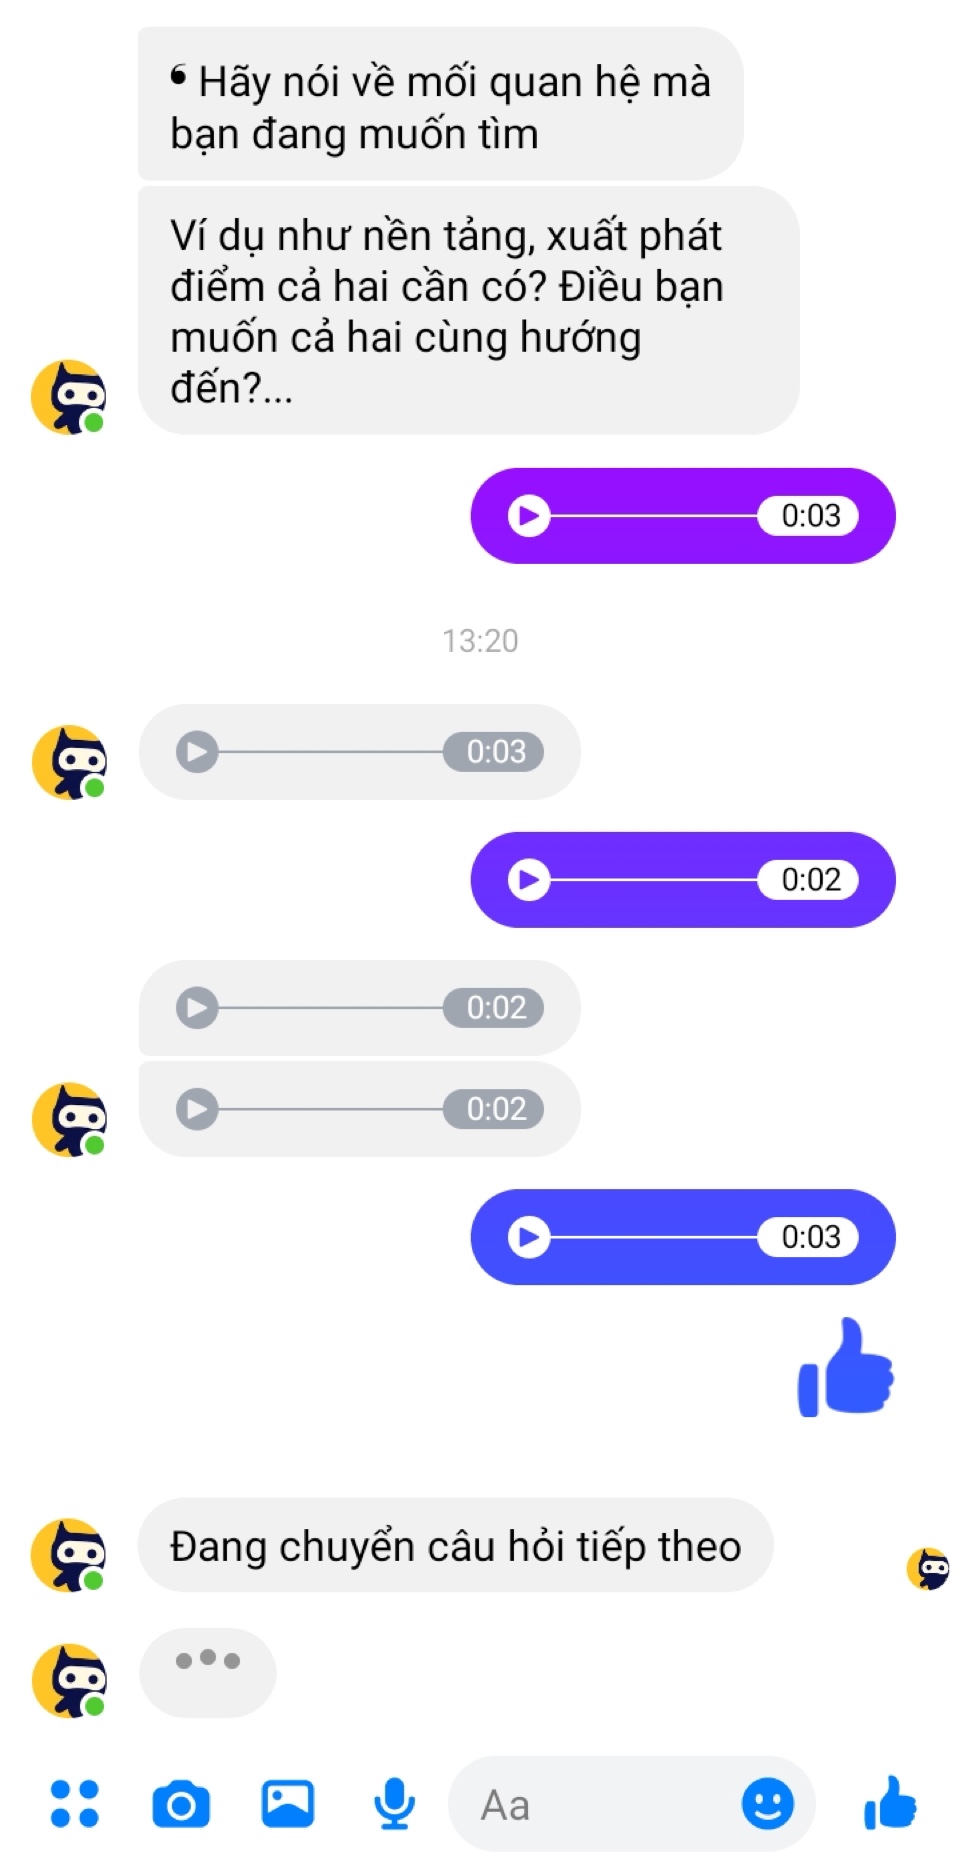 ❛ Hãy nói về mối quan hệ mà
bạn đang muốn tìm
Ví dụ như nền tảng, xuất phát
điểm cả hai cần có? Điều bạn
muốn cả hai cùng hướng
đến?...
0:03
13:20
0:03
0:02
0:02
0:02
0:03
Đang chuyển câu hỏi tiếp theo
Aa